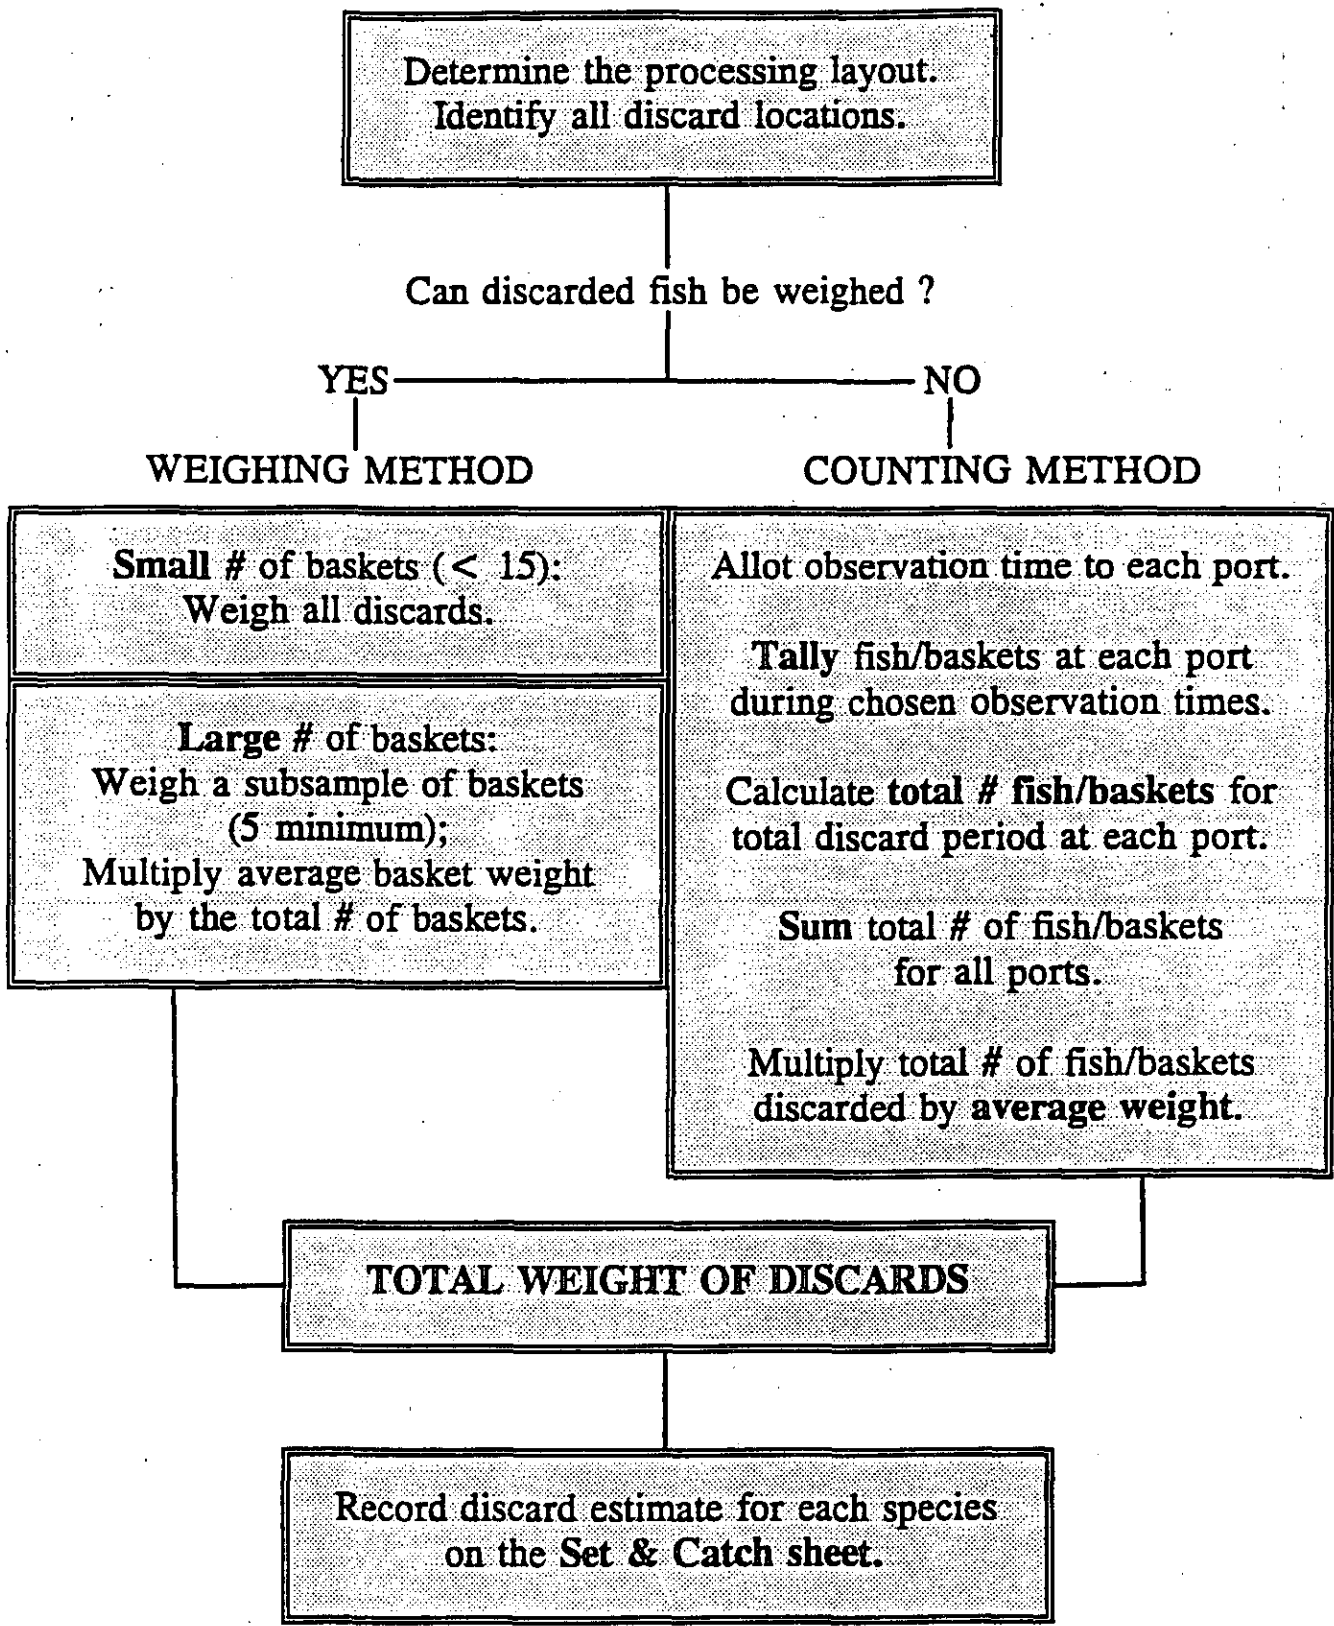 Determine the processing layout.
Identify all discard locations.
Can discarded fish be weighed ?
YES
NO
WEIGHING METHOD
COUNTING METHOD
Small # of baskets (< 15):
Weigh all discards.
Large # of baskets:
Weigh a subsample of baskets
(5 minimum);
Multiply average basket weight
by the total # of baskets.
Allot observation time to each port.
Tally fish/baskets at each port
during chosen observation times.
Calculate total # fish/baskets for
total discard period at each port.
Sum total # of fish/baskets
for all ports.
Multiply total # of fish/baskets
discarded by average weight.
TOTAL WEIGHT OF DISCARDS
Record discard estimate for each species
on the Set & Catch sheet.